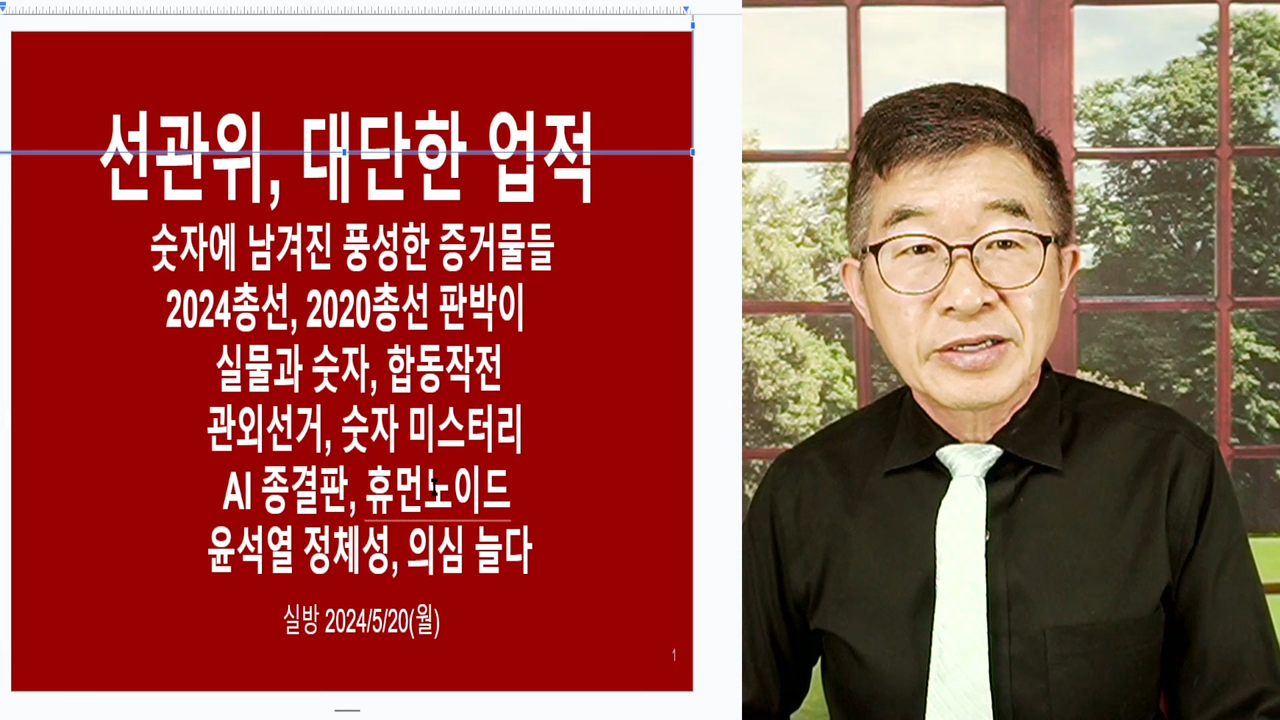 선관위, 대단한 업적
숫자에 남겨진 풍성한 증거물들
2024총선, 2020총선 판박이
실물과 숫자, 합동작전
관외선거, 숫자 미스터리
AI 종결판, 휴먼노이드
윤석열 정체성, 의심 늘다
실방 2024/5/20(월)
1